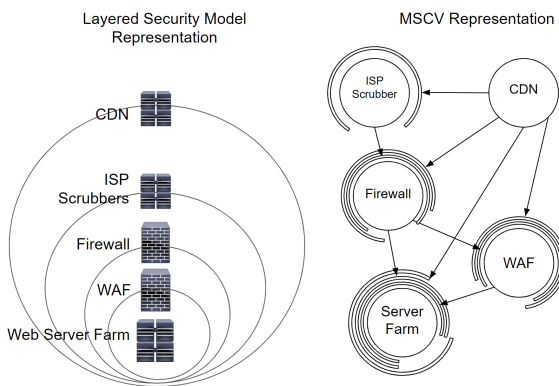 Layered Security Model
Representation
CDN
ISP
Scrubbers
Firewall
WAF
Web Server Farm
MSCV Representation
ISP
Scrubber
CDN
Firewall
WAF
Server
Farm